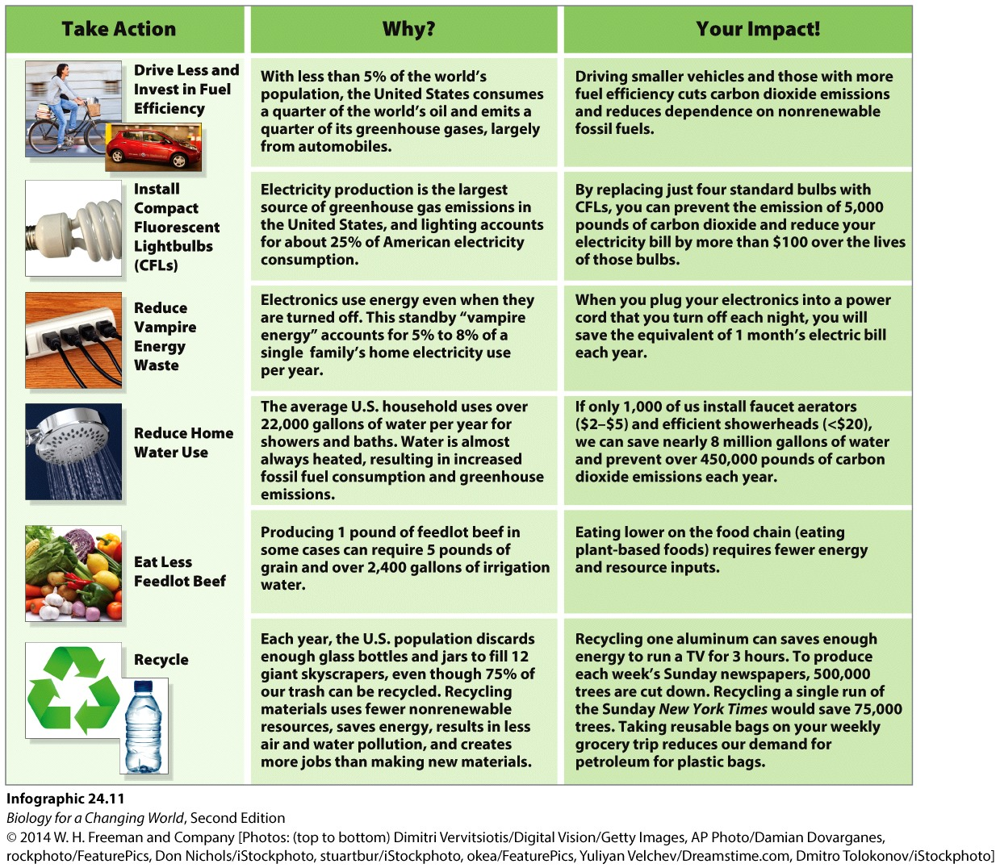 Take Action
Why?
Your Impact!
Drive Less and
Invest in Fuel
Efficiency
With less than 5% of the world's
population, the United States consumes
a quarter of the world's oil and emits a
quarter of its greenhouse gases, largely
from automobiles.
Driving smaller vehicles and those with more
fuel efficiency cuts carbon dioxide emissions
and reduces dependence on nonrenewable
fossil fuels.
Install
Compact
Fluorescent
Lightbulbs
(CFLs)
Electricity production is the largest
source of greenhouse gas emissions in
the United States, and lighting accounts
for about 25% of American electricity
consumption.
By replacing just four standard bulbs with
CFLs, you can prevent the emission of 5,000
pounds of carbon dioxide and reduce your
electricity bill by more than $100 over the lives
of those bulbs.
Reduce
Vampire
Energy
Waste
Electronics use energy even when they
are turned off. This standby “vampire
energy” accounts for 5% to 8% of a
single family's home electricity use
per year.
When you plug your electronics into a power
cord that you turn off each night, you will
save the equivalent of 1 month's electric bill
each year.
Reduce Home
Water Use
The average U.S. household uses over
22,000 gallons of water per year for
showers and baths. Water is almost
always heated, resulting in increased
fossil fuel consumption and greenhouse
emissions.
If only 1,000 of us install faucet aerators
($2–$5) and efficient showerheads (<$20),
we can save nearly 8 million gallons of water
and prevent over 450,000 pounds of carbon
dioxide emissions each year.
Eat Less
Feedlot Beef
Producing 1 pound of feedlot beef in
some cases can require 5 pounds of
grain and over 2,400 gallons of irrigation
water.
Eating lower on the food chain (eating
plant-based foods) requires fewer energy
and resource inputs.
Recycle
Each year, the U.S. population discards
enough glass bottles and jars to fill 12
giant skyscrapers, even though 75% of
our trash can be recycled. Recycling
materials uses fewer nonrenewable
resources, saves energy, results in less
air and water pollution, and creates
more jobs than making new materials.
Recycling one aluminum can saves enough
energy to run a TV for 3 hours. To produce
each week's Sunday newspapers, 500,000
trees are cut down. Recycling a single run of
the Sunday New York Times would save 75,000
trees. Taking reusable bags on your weekly
grocery trip reduces our demand for
petroleum for plastic bags.
Infographic 24.11
Biology for a Changing World, Second Edition
© 2014 W. H. Freeman and Company [Photos: (top to bottom) Dimitri Vervitsiotis/Digital Vision/Getty Images, AP Photo/Damian Dovarganes,
rockphoto/FeaturePics, Don Nichols/iStockphoto, stuartbur/iStockphoto, okea/FeaturePics, Yuliyan Velchev/Dreamstime.com, Dmitro Tolokonov/iStockphoto]